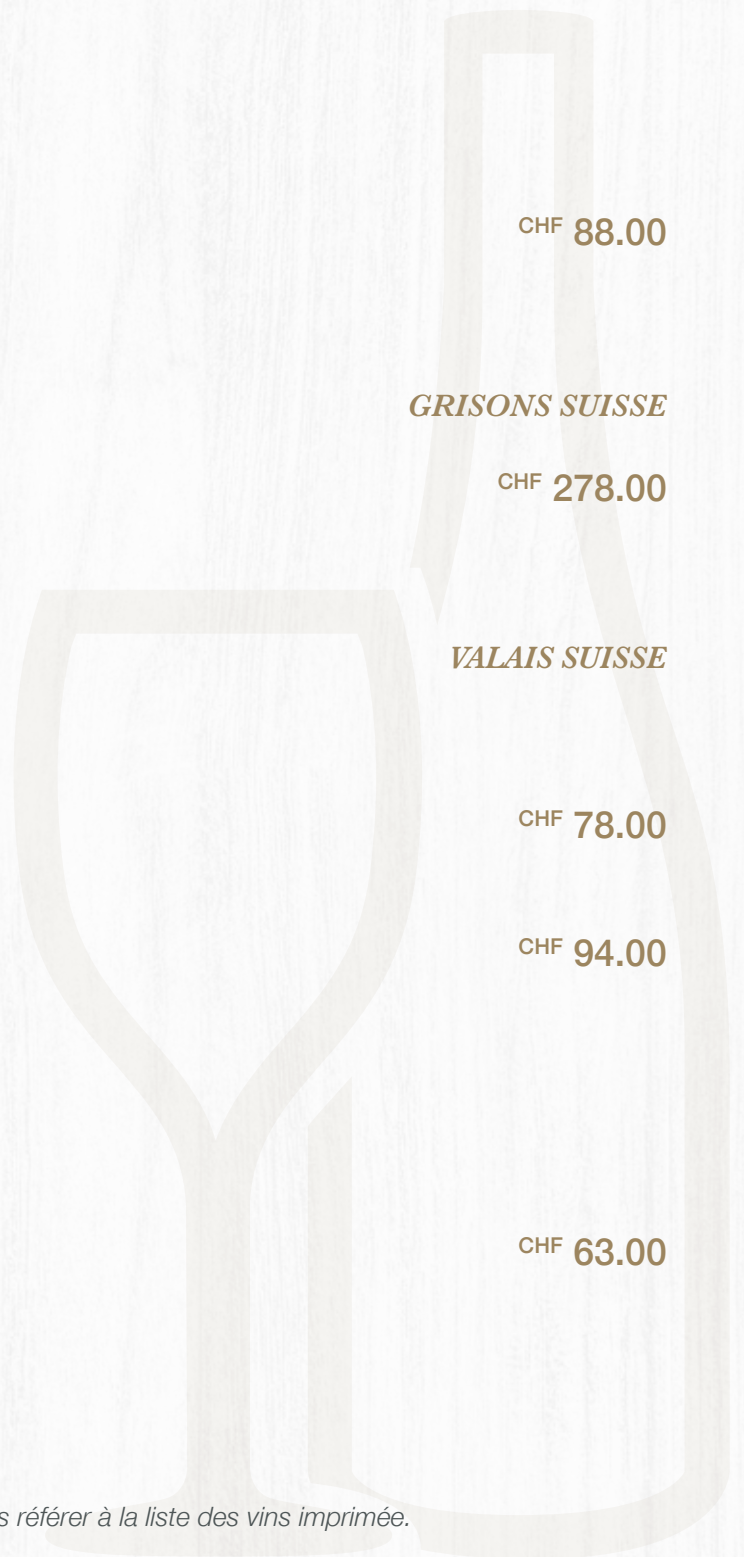 CHF 88.00
GRISONS SUISSE
CHF 278.00
VALAIS SUISSE
CHF 78.00
CHF 94.00
CHF 63.00
référer à la liste des vins imprimée.